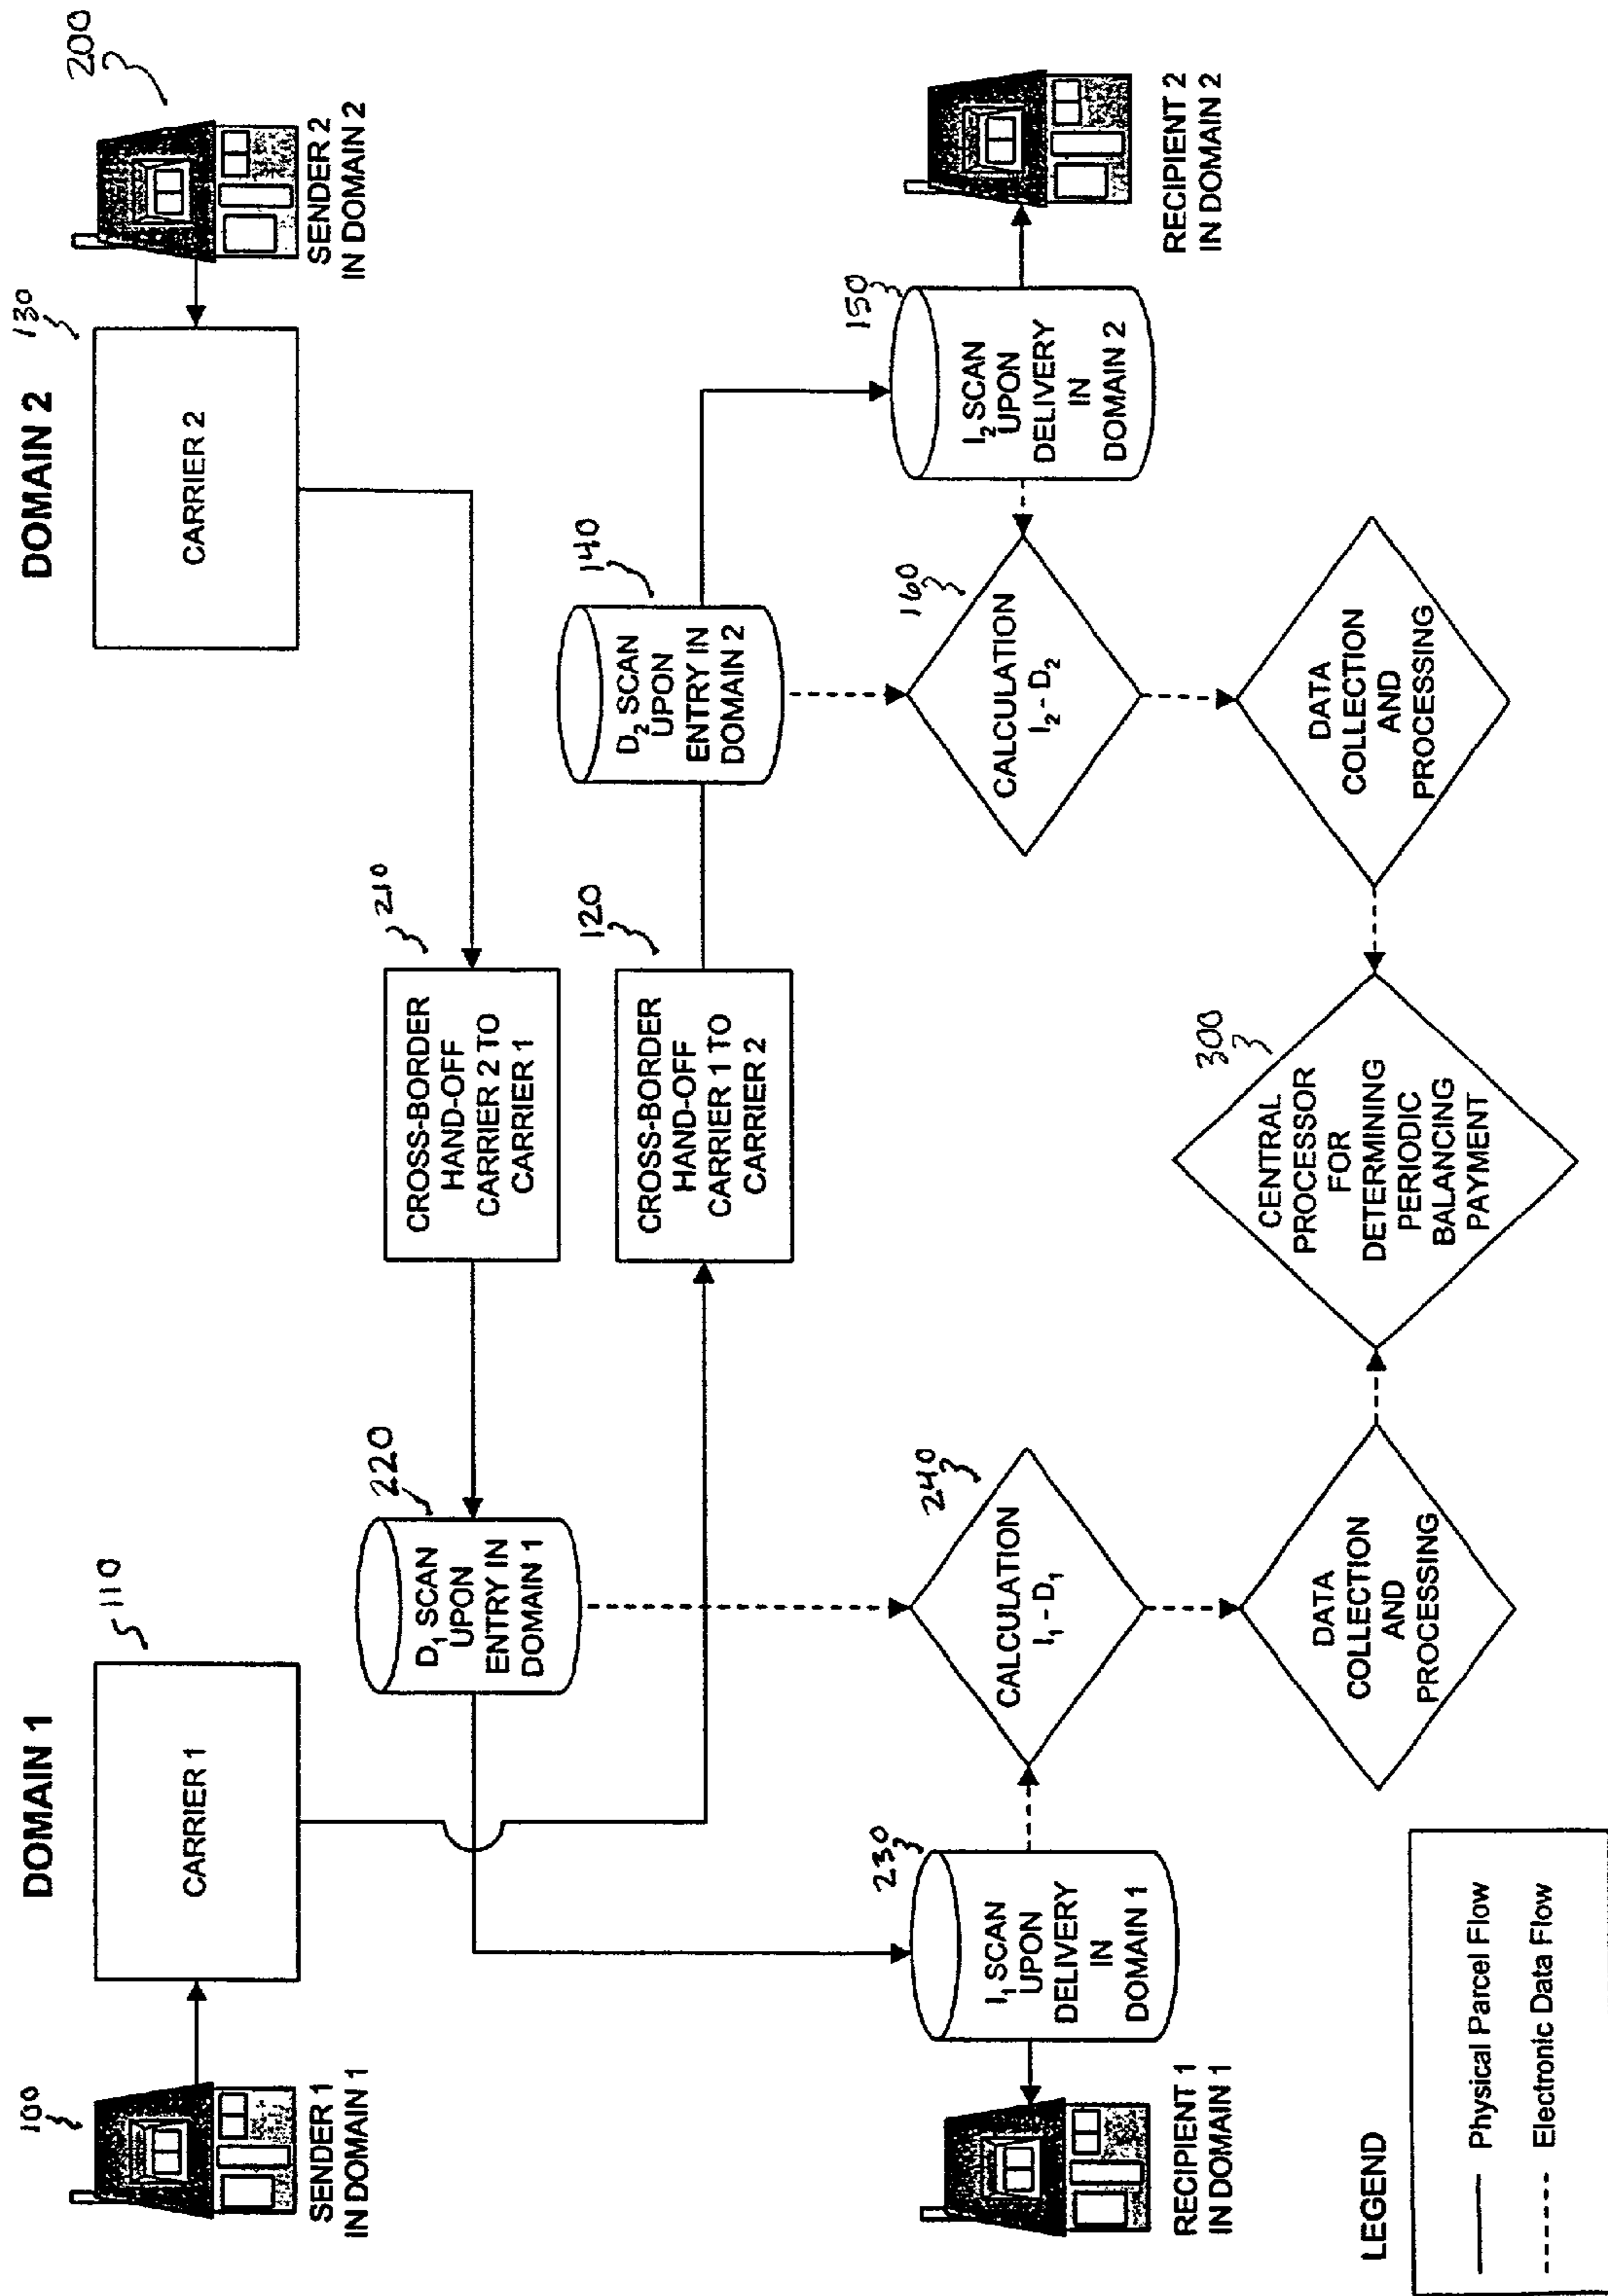 DOMAIN 1
DOMAIN 2
100
SENDER 1
IN DOMAIN 1
110
CARRIER 1
130
CARRIER 2
200
SENDER 2
IN DOMAIN 2
220
D₁ SCAN
UPON
ENTRY IN
DOMAIN 1
210
CROSS-BORDER
HAND-OFF
CARRIER 2 TO
CARRIER 1
120
CROSS-BORDER
HAND-OFF
CARRIER 1 TO
CARRIER 2
140
D₂ SCAN
UPON
ENTRY IN
DOMAIN 2
RECIPIENT 1
IN DOMAIN 1
230
I₁ SCAN
UPON
DELIVERY
IN
DOMAIN 1
240
CALCULATION
I₁ - D₁
160
CALCULATION
I₂ - D₂
150
I₂ SCAN
UPON
DELIVERY
IN
DOMAIN 2
RECIPIENT 2
IN DOMAIN 2
DATA
COLLECTION
AND
PROCESSING
300
CENTRAL
PROCESSOR
FOR
DETERMINING
PERIODIC
BALANCING
PAYMENT
DATA
COLLECTION
AND
PROCESSING
LEGEND
Physical Parcel Flow
Electronic Data Flow